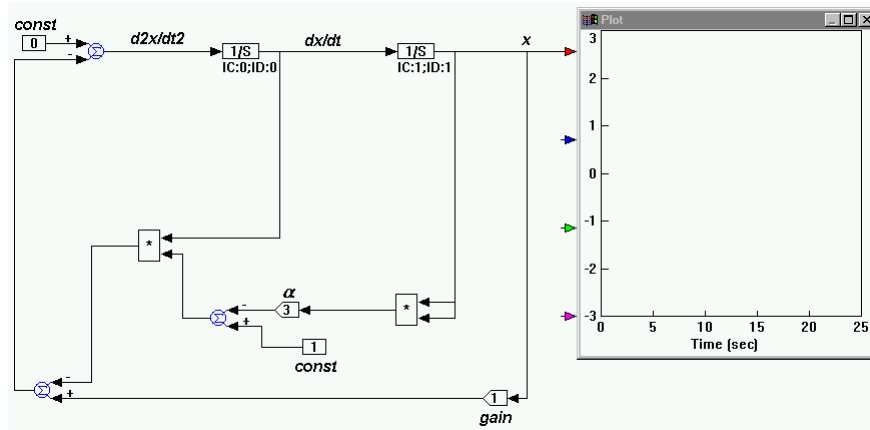 const
0
+
-
Σ
d2x/dt2
1/S
IC:0;ID:0
dx/dt
1/S
IC:1;ID:1
x
Plot
3
2
1
0
-1
-2
-3
0 5 10 15 20 25
Time (sec)
*
α
3
*
-
+
Σ
1
const
-
+
Σ
1
gain